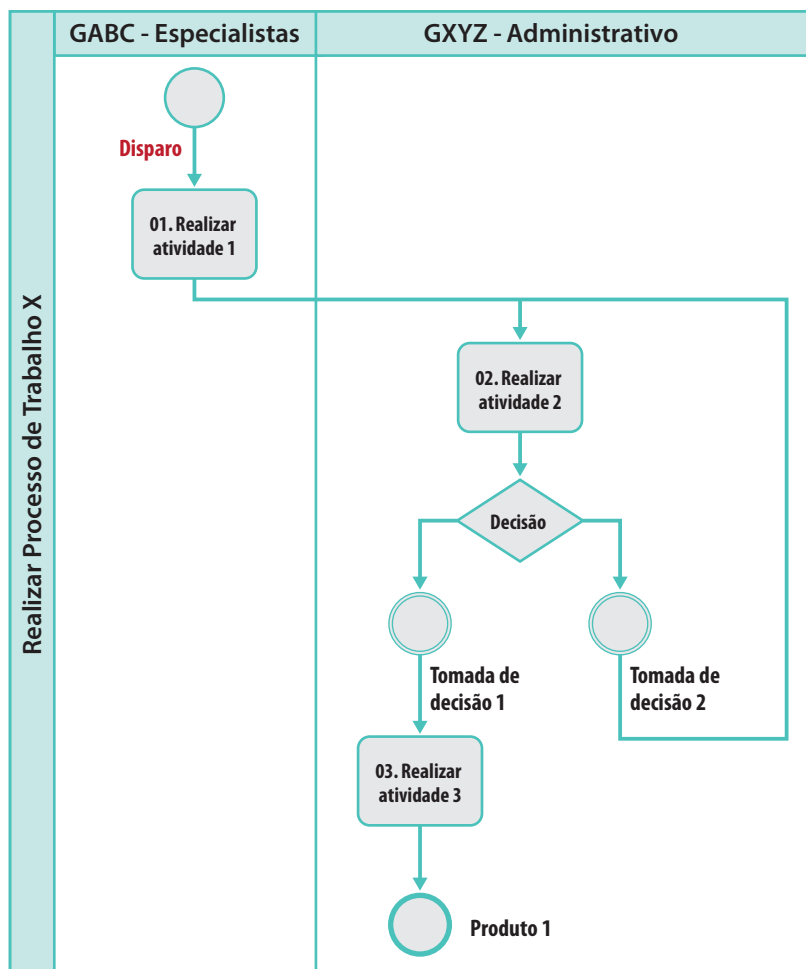 GABC - Especialistas
GXYZ - Administrativo
Realizar Processo de Trabalho X
Disparo
01. Realizar
atividade 1
02. Realizar
atividade 2
Decisão
Tomada de
decisão 1
Tomada de
decisão 2
03. Realizar
atividade 3
Produto 1